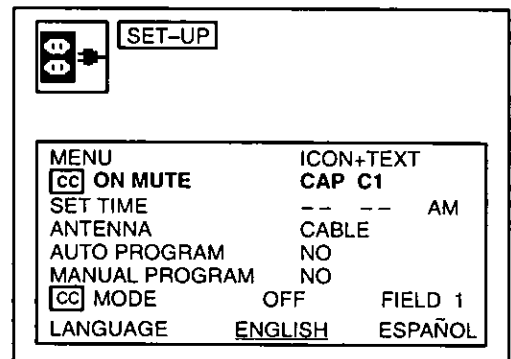 SET–UP
MENU ICON+TEXT
CC ON MUTE CAP C1
SET TIME – – – – AM
ANTENNA CABLE
AUTO PROGRAM NO
MANUAL PROGRAM NO
CC MODE OFF FIELD 1
LANGUAGE ENGLISH ESPAÑOL